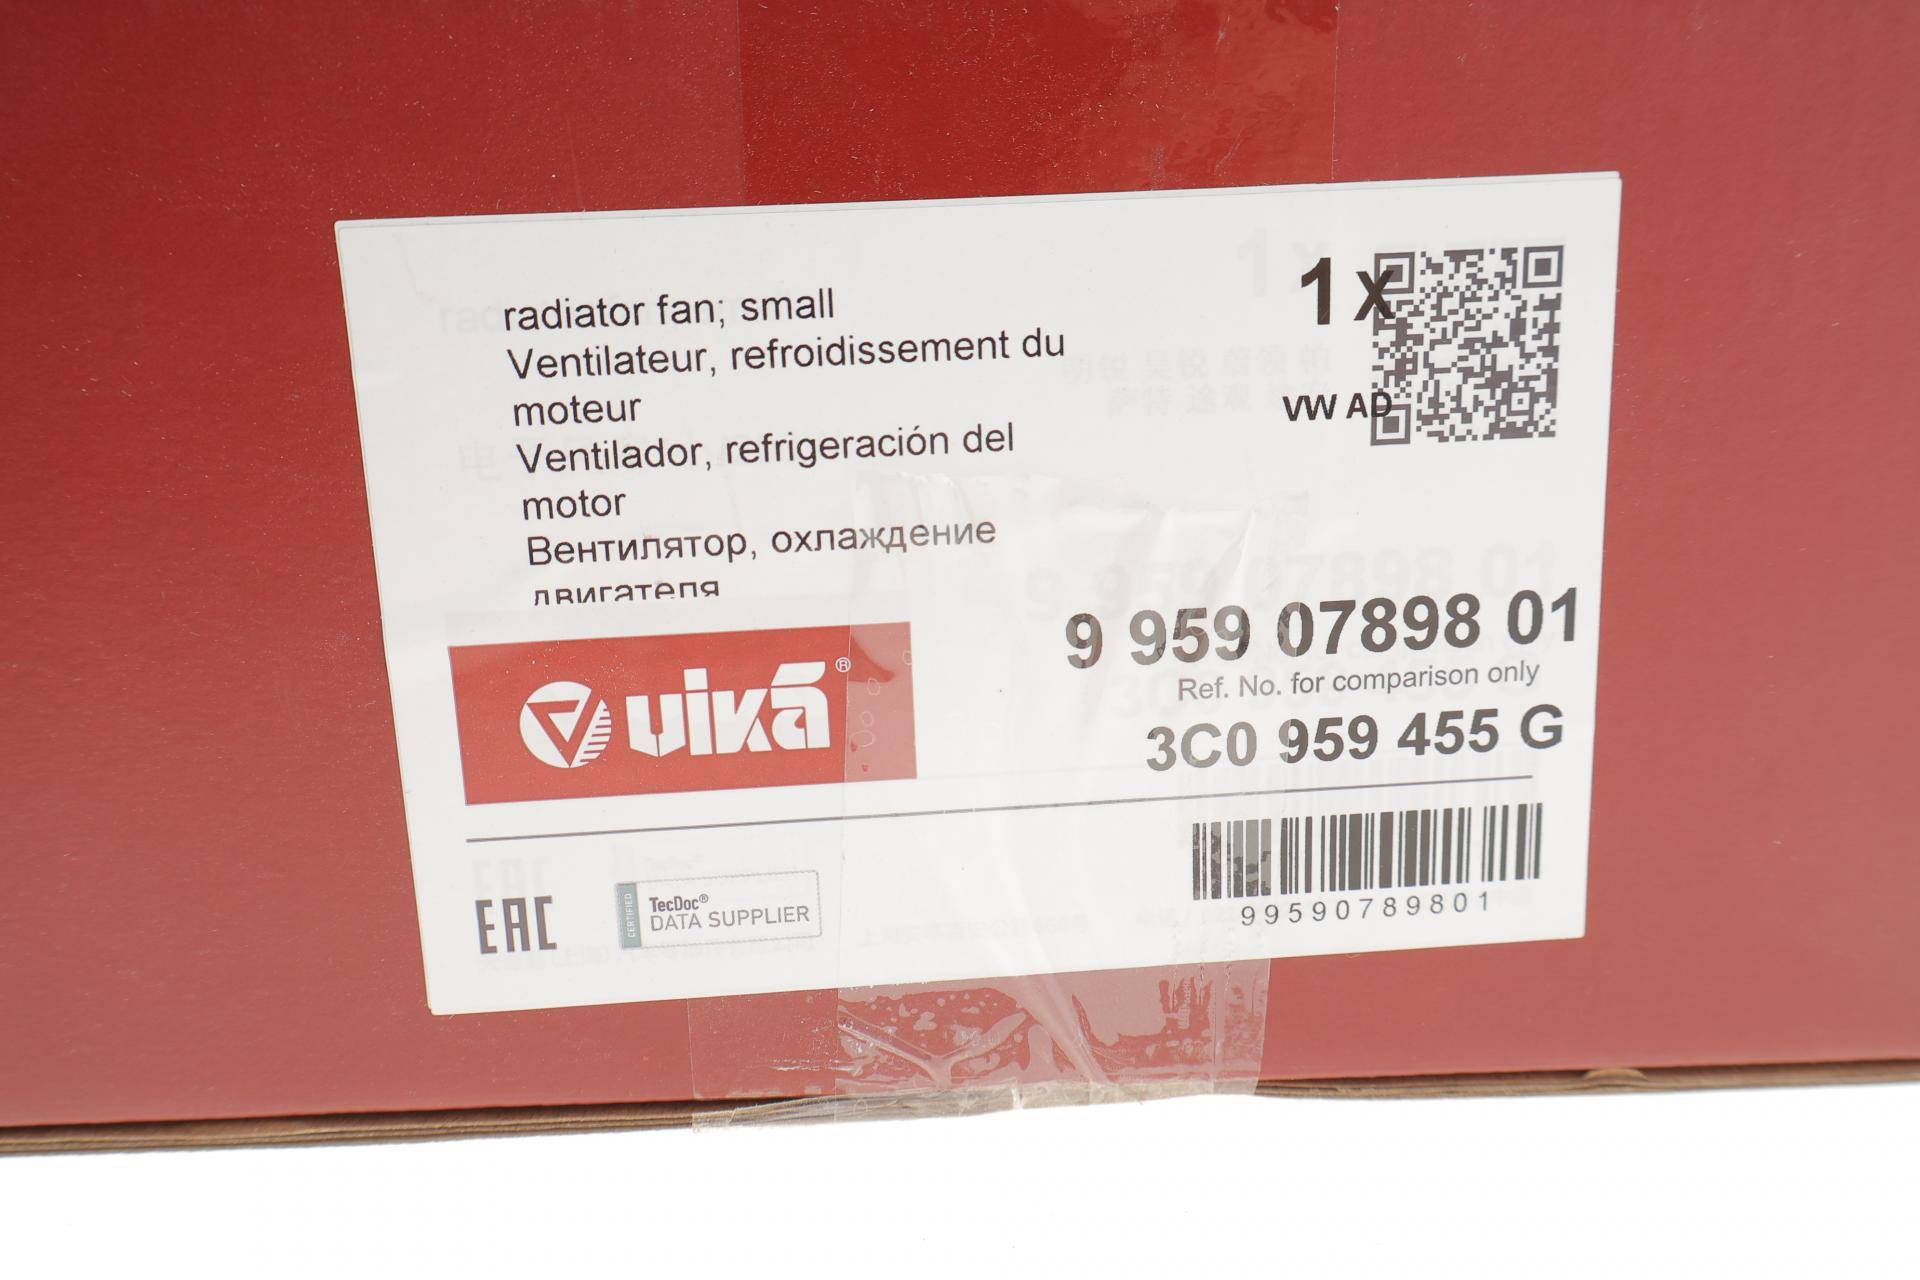 radiator fan; small
Ventilateur, refroidissement du
moteur
Ventilador, refrigeración del
motor
Вентилятор, охлаждение
двигателя
1 X
VW AD
9 959 07898 01
Ref. No. for comparison only
3C0 959 455 G
vika®
EAC
CERTIFIED
TecDoc®
DATA SUPPLIER
99590789801